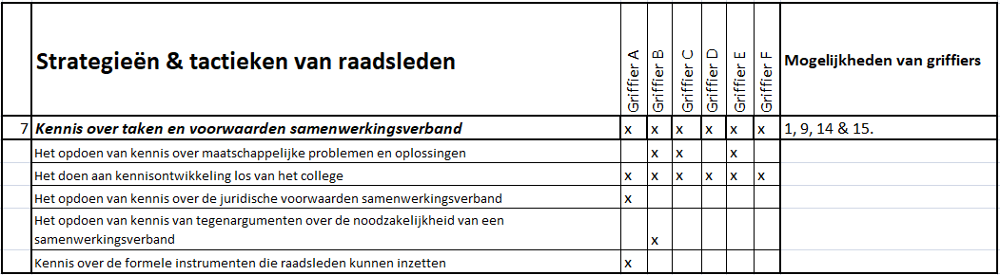 Strategieën & tactieken van raadsleden
Griffier A
Griffier B
Griffier C
Griffier D
Griffier E
Griffier F
Mogelijkheden van griffiers
7 Kennis over taken en voorwaarden samenwerkingsverband x x x x x x 1, 9, 14 & 15.
Het opdoen van kennis over maatschappelijke problemen en oplossingen x x x
Het doen aan kennisontwikkeling los van het college x x x x x x
Het opdoen van kennis over de juridische voorwaarden samenwerkingsverband x
Het opdoen van kennis van tegenargumenten over de noodzakelijkheid van een
samenwerkingsverband x
Kennis over de formele instrumenten die raadsleden kunnen inzetten x